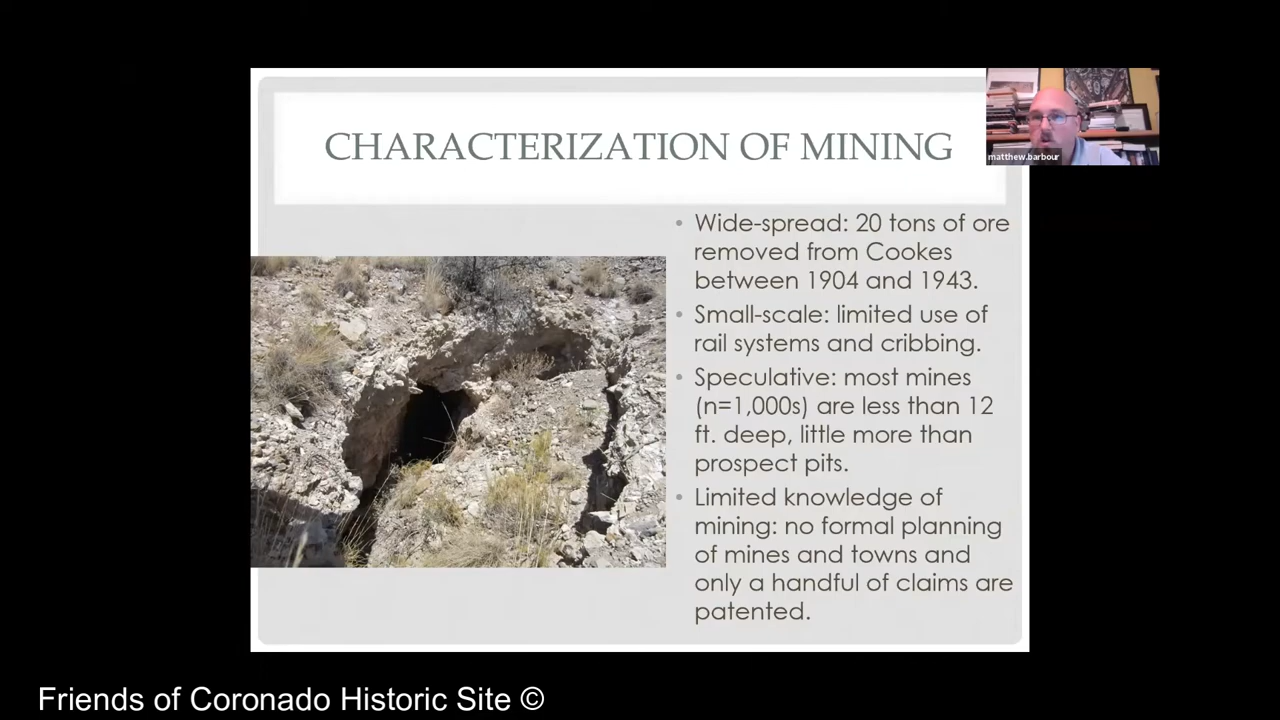 CHARACTERIZATION OF MINING
matthew.barbour
• Wide-spread: 20 tons of ore
removed from Cookes
between 1904 and 1943.
• Small-scale: limited use of
rail systems and cribbing.
• Speculative: most mines
(n=1,000s) are less than 12
ft. deep, little more than
prospect pits.
• Limited knowledge of
mining: no formal planning
of mines and towns and
only a handful of claims are
patented.
Friends of Coronado Historic Site ©